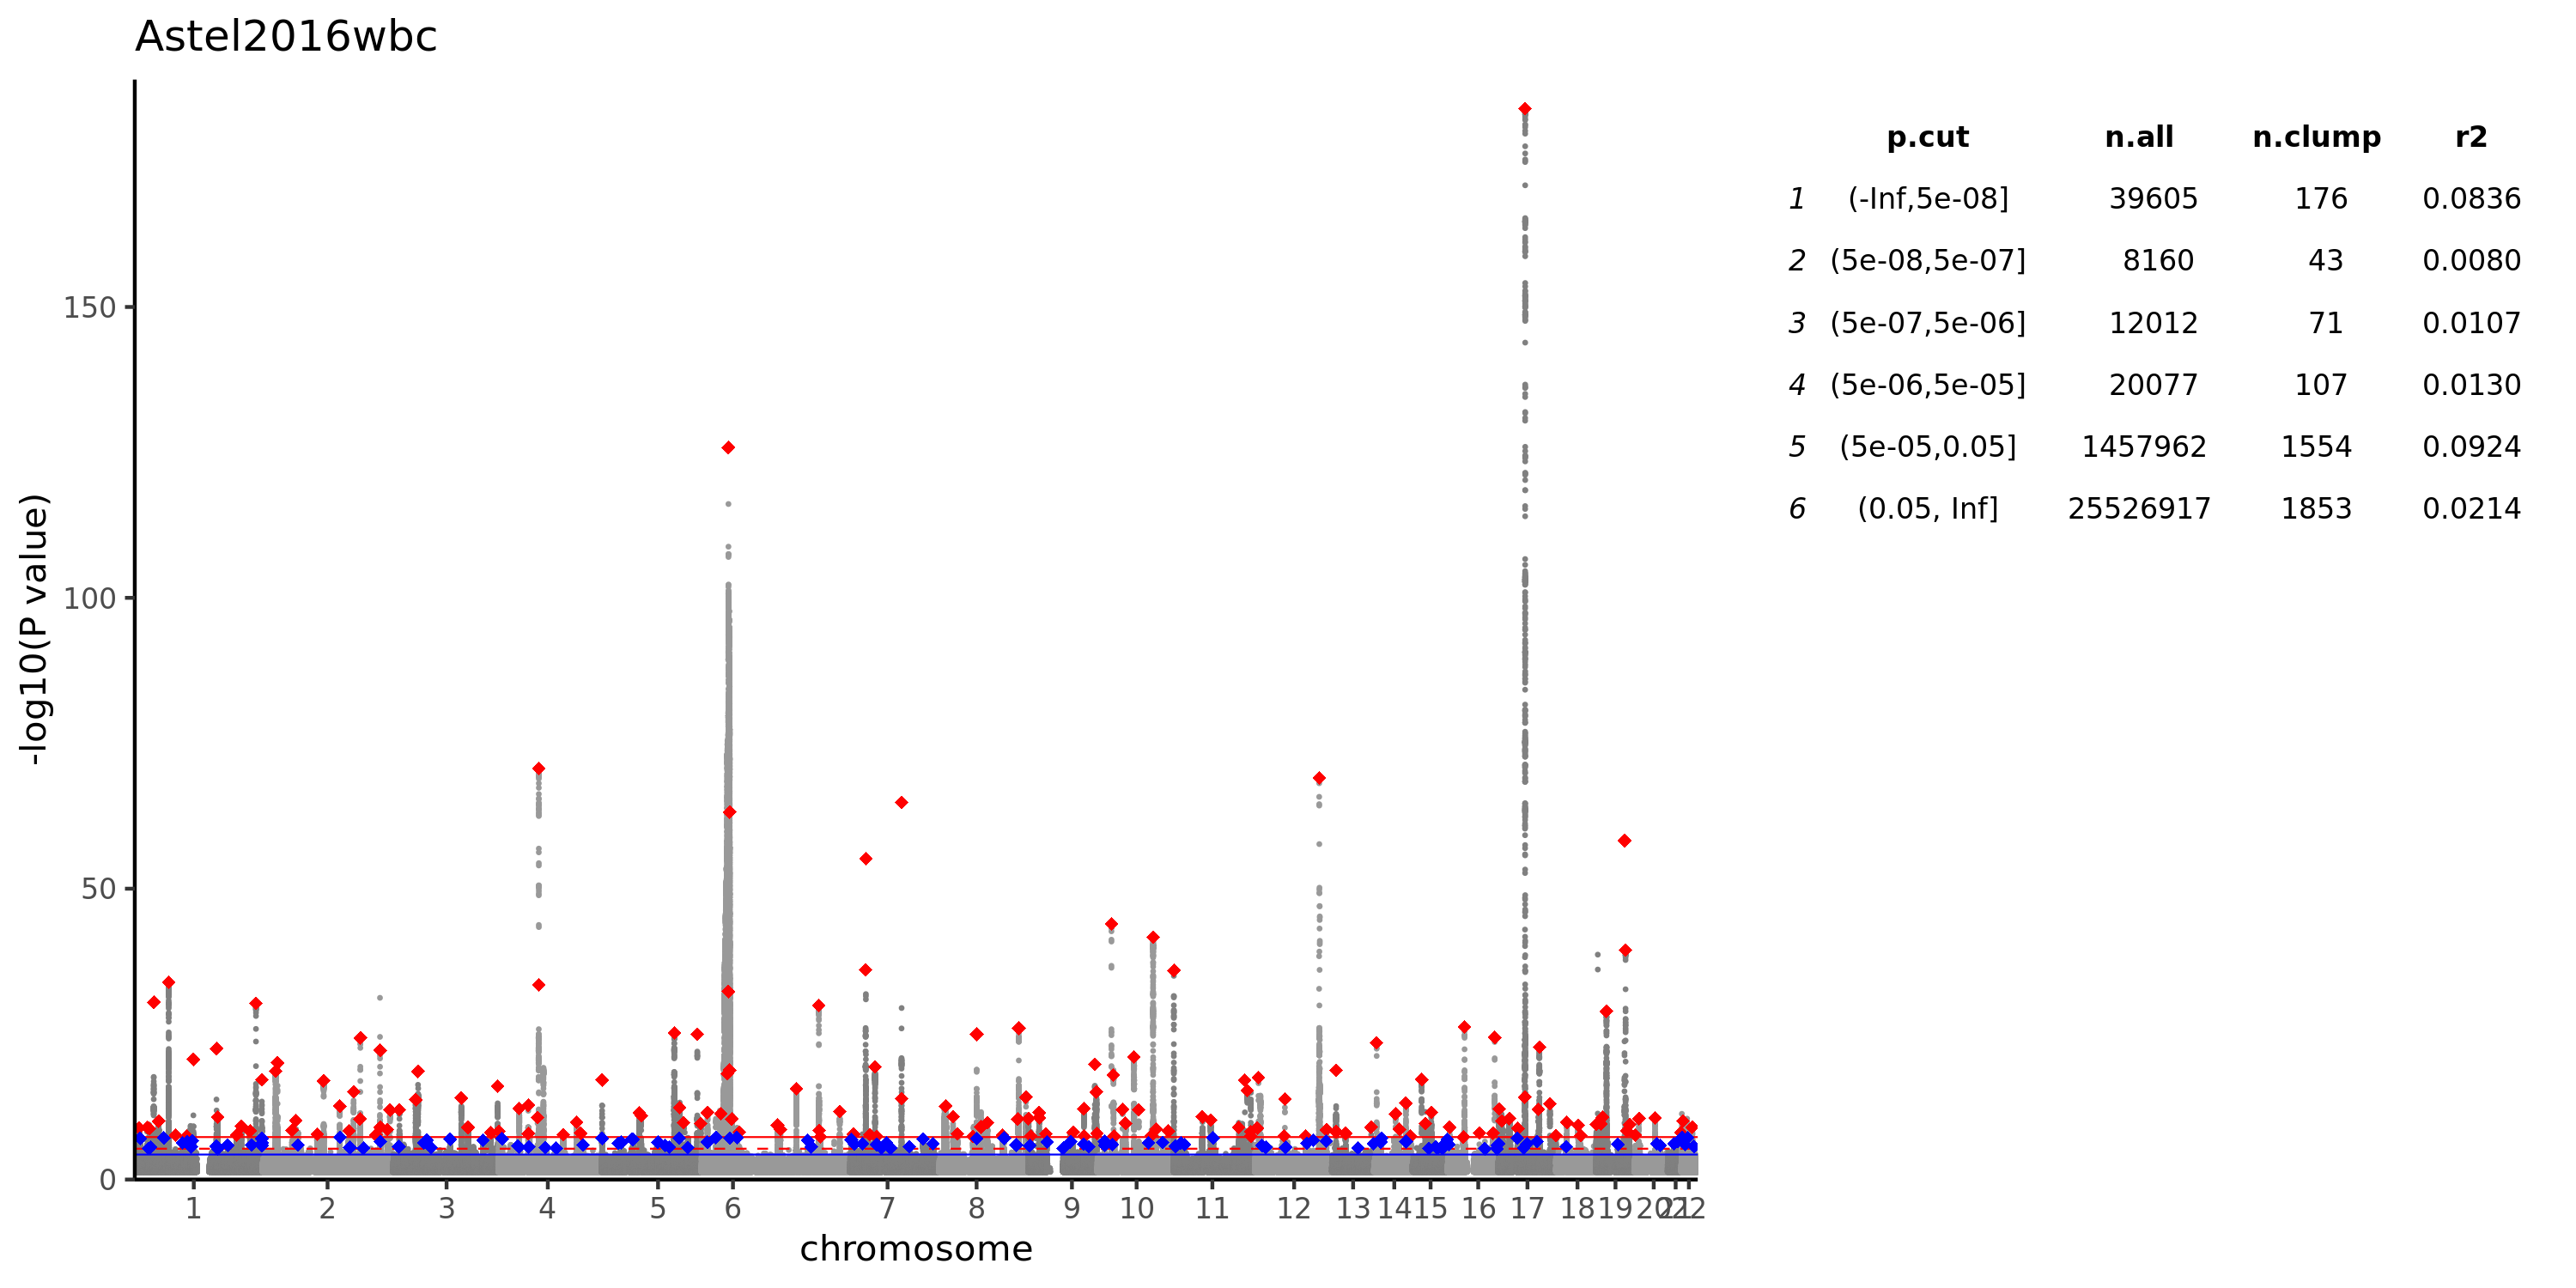 Astel2016wbc
p.cut n.all n.clump r2
1 (-Inf,5e-08] 39605 176 0.0836
2 (5e-08,5e-07] 8160 43 0.0080
3 (5e-07,5e-06] 12012 71 0.0107
4 (5e-06,5e-05] 20077 107 0.0130
5 (5e-05,0.05] 1457962 1554 0.0924
6 (0.05, Inf] 25526917 1853 0.0214
-log10(P value)
150
100
50
0
1 2 3 4 5 6 7 8 9 10 11 12 13 14 15 16 17 18 19 20 21 22
chromosome